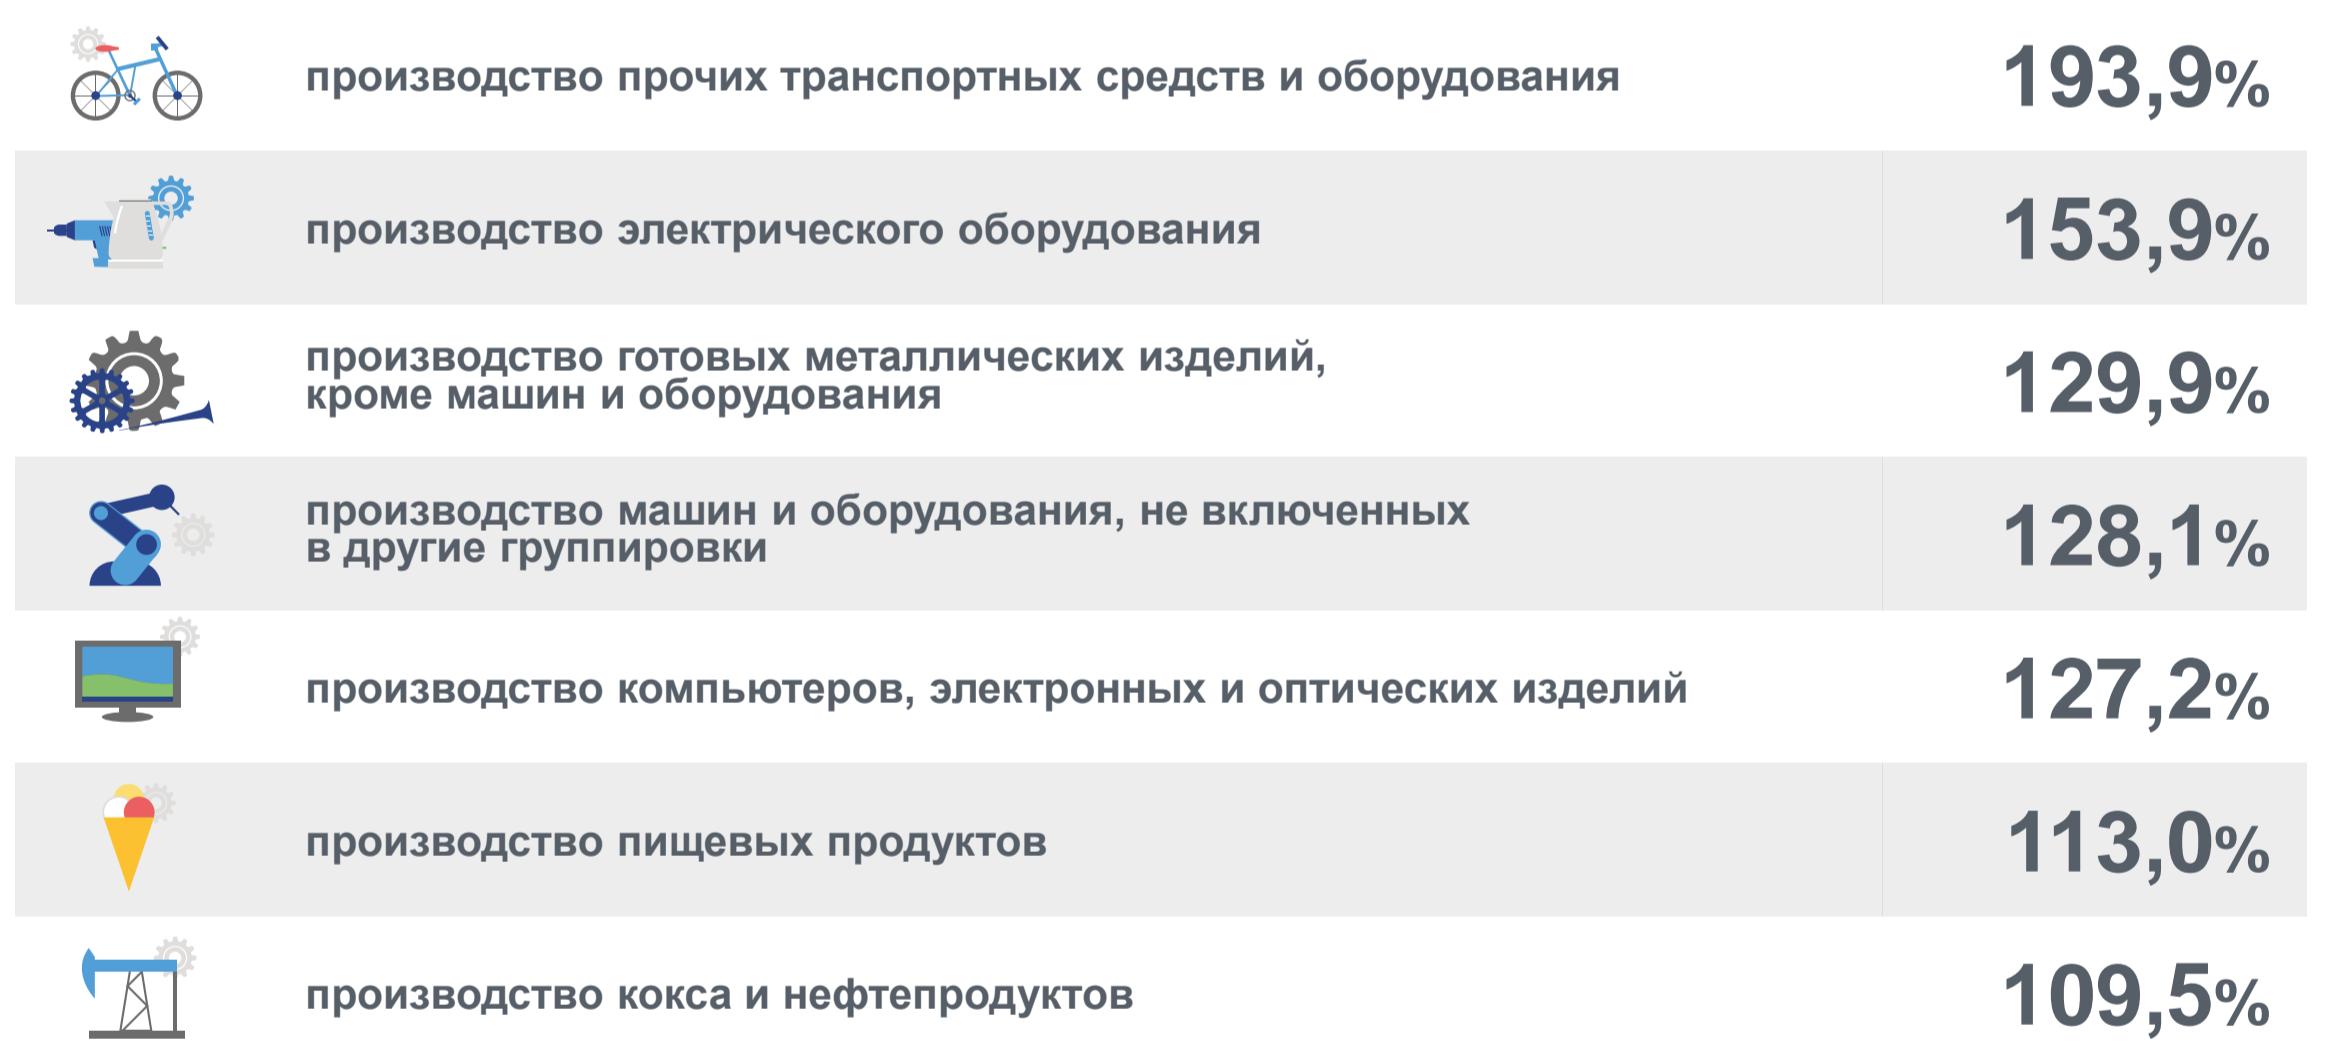 производство прочих транспортных средств и оборудования 193,9%
производство электрического оборудования 153,9%
производство готовых металлических изделий,
кроме машин и оборудования 129,9%
производство машин и оборудования, не включенных
в другие группировки 128,1%
производство компьютеров, электронных и оптических изделий 127,2%
производство пищевых продуктов 113,0%
производство кокса и нефтепродуктов 109,5%